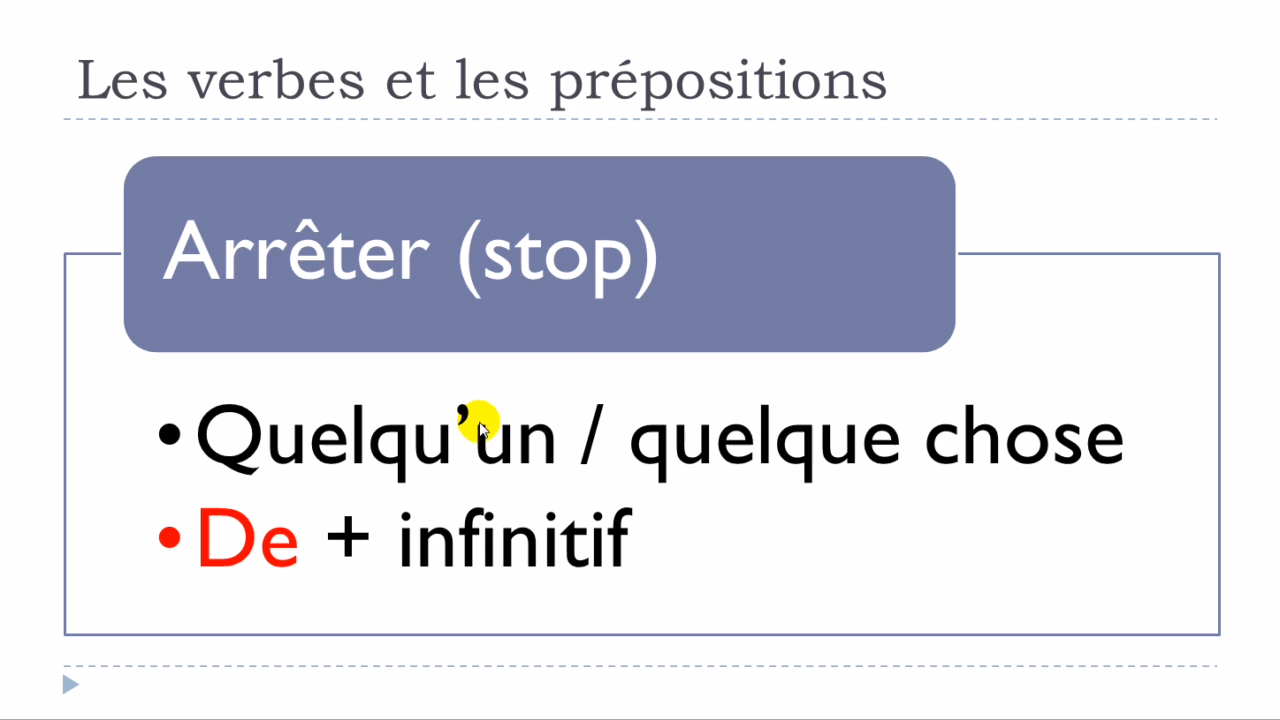 Les verbes et les prépositions
Arrêter (stop)
•Quelqu’un / quelque chose
•De + infinitif